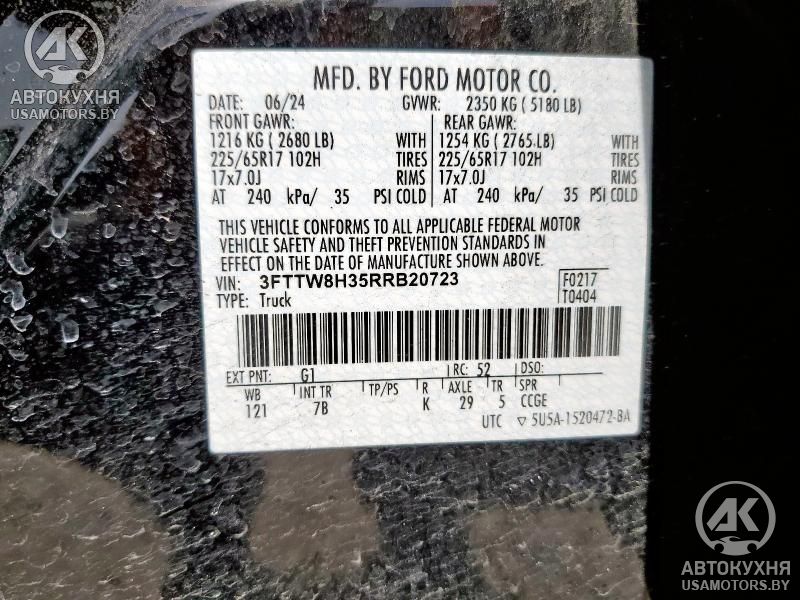 АК
АВТОКУХНЯ
USAMOTORS.BY
MFD. BY FORD MOTOR CO.
DATE: 06/24 GVWR: 2350 KG ( 5180 LB)
FRONT GAWR: REAR GAWR:
1216 KG ( 2680 LB) WITH 1254 KG ( 2765 LB) WITH
225/65R17 102H TIRES 225/65R17 102H TIRES
17x7.0J RIMS 17x7.0J RIMS
AT 240 kPa/ 35 PSI COLD AT 240 kPa/ 35 PSI COLD
THIS VEHICLE CONFORMS TO ALL APPLICABLE FEDERAL MOTOR
VEHICLE SAFETY AND THEFT PREVENTION STANDARDS IN
EFFECT ON THE DATE OF MANUFACTURE SHOWN ABOVE.
VIN: 3FTTW8H35RRB20723 F0217
TYPE: Truck T0404
EXT PNT: G1 RC: 52 DSO:
WB INT TR TP/PS R AXLE TR SPR
121 7B K 29 5 CCGE
UTC ▽ 5U5A-1520472-BA
АК
АВТОКУХНЯ
USAMOTORS.BY